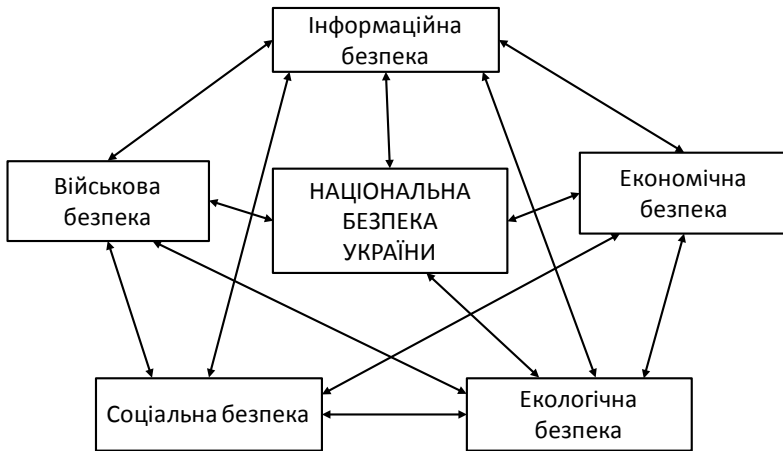 Інформаційна
безпека
Військова
безпека
НАЦІОНАЛЬНА
БЕЗПЕКА
УКРАЇНИ
Економічна
безпека
Соціальна безпека
Екологічна
безпека